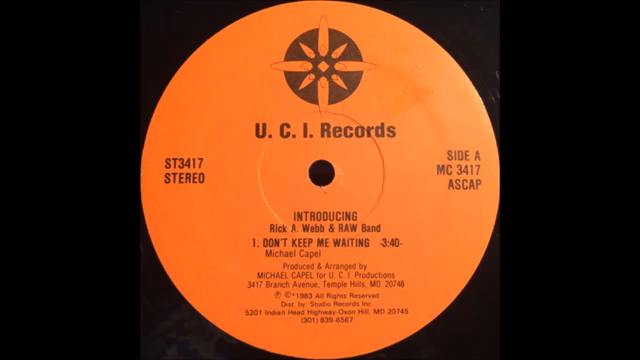 U. C. I. Records
ST3417
STEREO
SIDE A
MC 3417
ASCAP
INTRODUCING
Rick A. Webb & RAW Band
1. DON'T KEEP ME WAITING -3:40-
Michael Capel
Produced & Arranged by
MICHAEL CAPEL for U. C. I. Productions
3417 Branch Avenue, Temple Hills, MD. 20748
℗ ©*1983 All Rights Reserved
Dist. by: Studio Records Inc.
5201 Indian Head Highway-Oxon Hill, MD 20745
(301) 839-6567